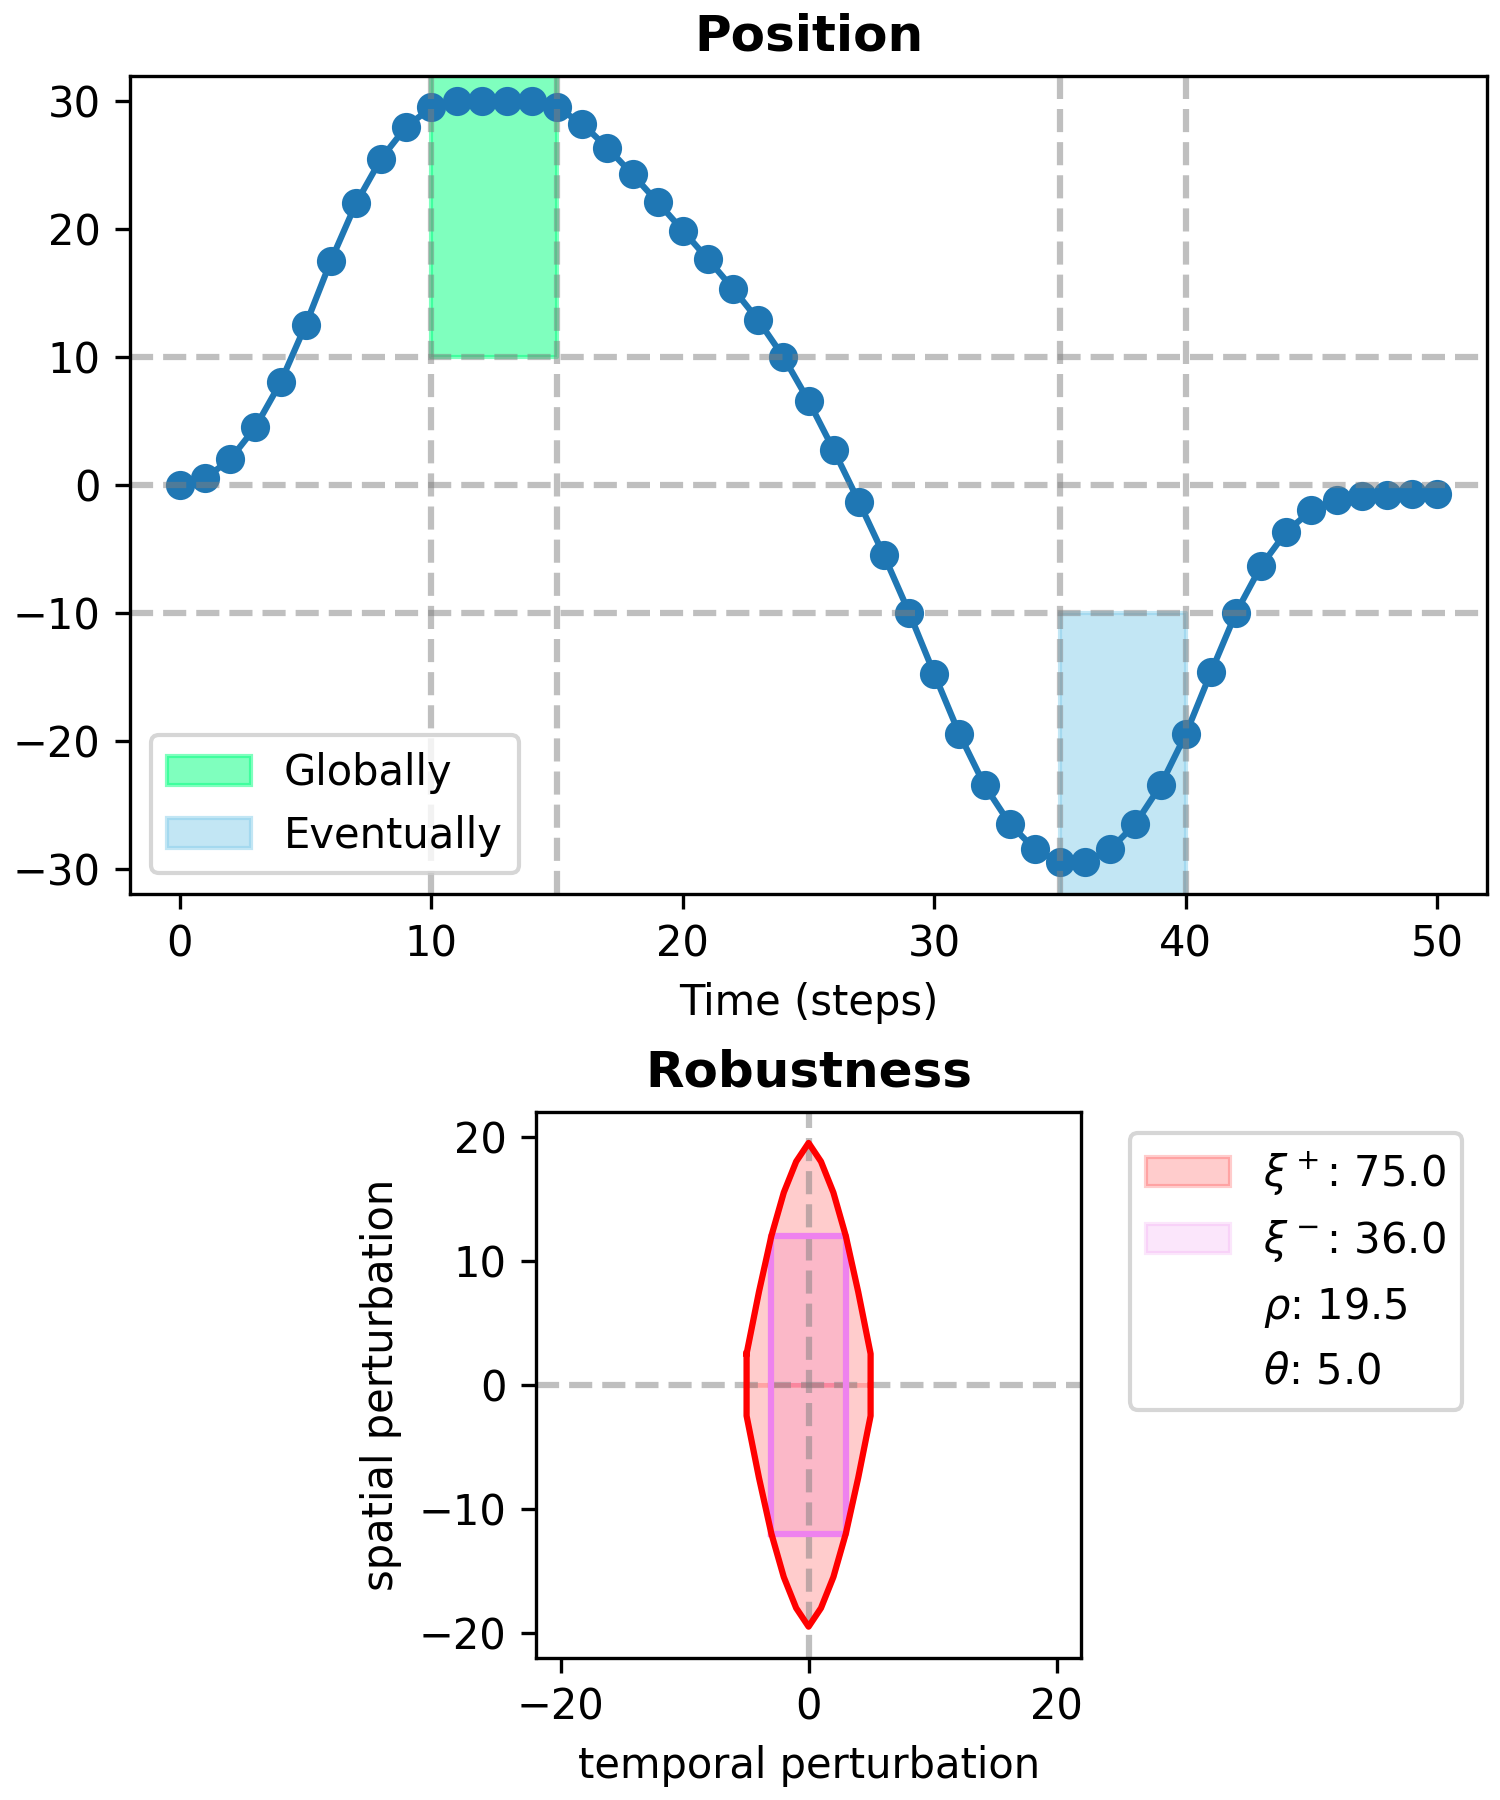 Position
30
20
10
0
−10
−20
−30
Globally
Eventually
0 10 20 30 40 50
Time (steps)
Robustness
20
10
0
−10
−20
spatial perturbation
−20 0 20
temporal perturbation
ξ⁺: 75.0
ξ⁻: 36.0
ρ: 19.5
θ: 5.0